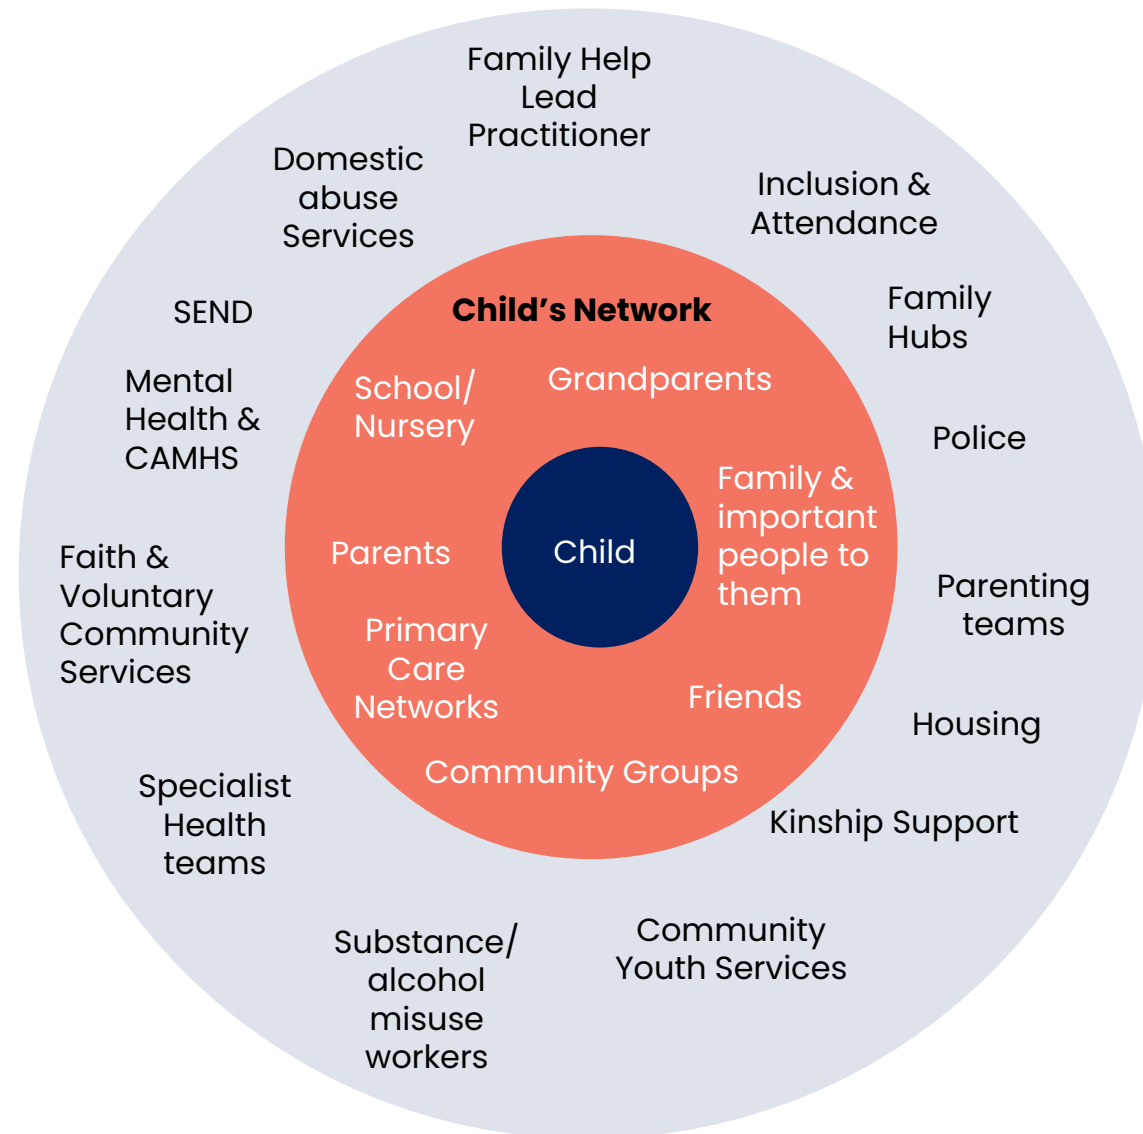 Family Help
Lead
Practitioner
Domestic
abuse
Services
Inclusion &
Attendance
SEND
Family
Hubs
Mental
Health &
CAMHS
Police
Faith &
Voluntary
Community
Services
Parenting
teams
Housing
Specialist
Health
teams
Kinship Support
Substance/
alcohol
misuse
workers
Community
Youth Services
Child’s Network
School/
Nursery
Grandparents
Family &
important
people to
them
Parents
Child
Primary
Care
Networks
Friends
Community Groups